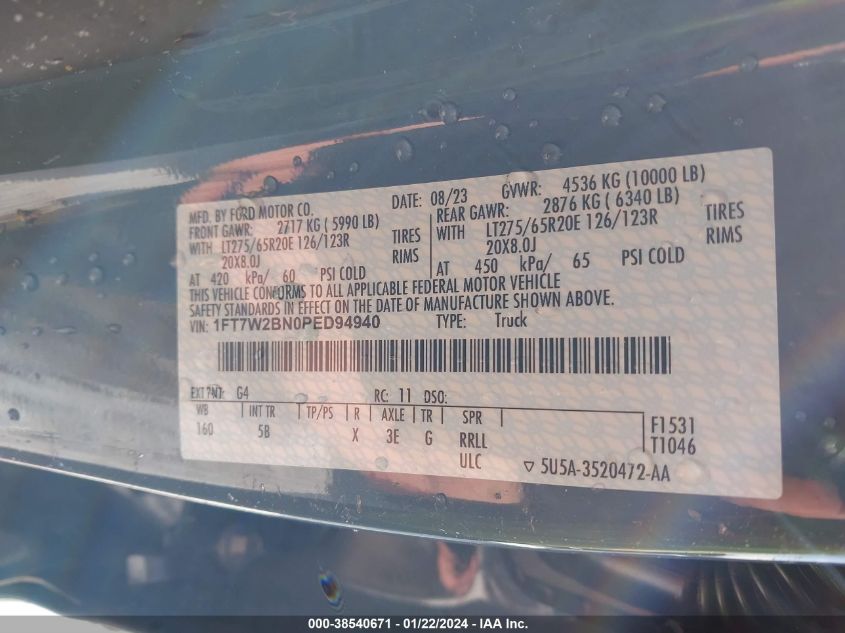 MFD. BY FORD MOTOR CO.
DATE: 08/23 GVWR: 4536 KG (10000 LB)
FRONT GAWR: 2717 KG ( 5990 LB)
WITH LT275/65R20E 126/123R TIRES
20X8.0J RIMS
AT 420 kPa/ 60 PSI COLD
REAR GAWR: 2876 KG ( 6340 LB)
WITH LT275/65R20E 126/123R TIRES
20X8.0J RIMS
AT 450 kPa/ 65 PSI COLD
THIS VEHICLE CONFORMS TO ALL APPLICABLE FEDERAL MOTOR VEHICLE
SAFETY STANDARDS IN EFFECT ON THE DATE OF MANUFACTURE SHOWN ABOVE.
VIN: 1FT7W2BN0PED94940 TYPE: Truck
EXT PNT: G4 RC: 11 DSO:
WB INT TR TP/PS R AXLE TR SPR
160 5B X 3E G RRLL
ULC
F1531
T1046
▽ 5U5A-3520472-AA
000-38540671 - 01/22/2024 - IAA Inc.